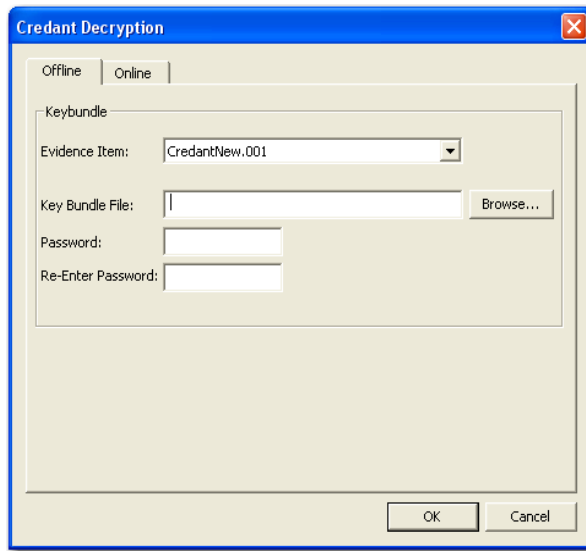 Credant Decryption
Offline Online
Keybundle
Evidence Item: CredantNew.001
Key Bundle File: Browse...
Password:
Re-Enter Password:
OK Cancel